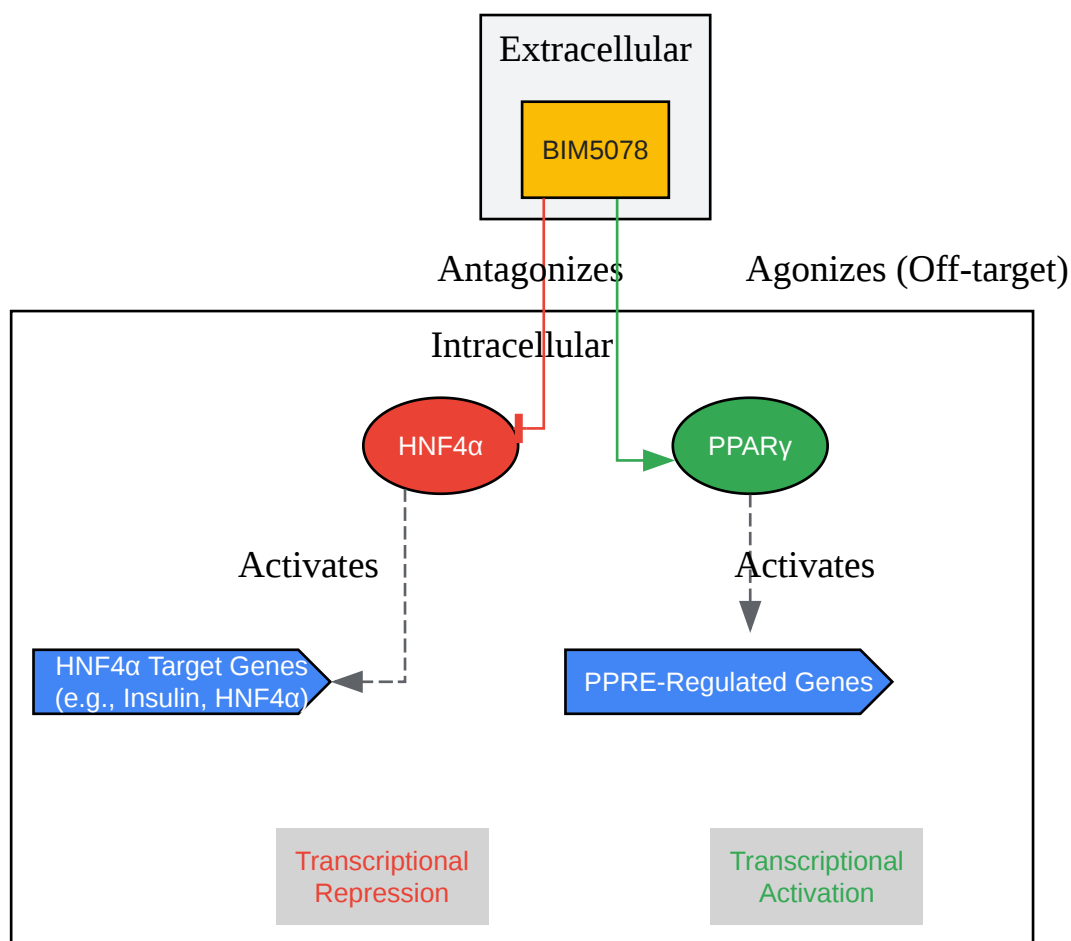 Extracellular
BIM5078
Antagonizes
Agonizes (Off-target)
Intracellular
HNF4α
PPARγ
Activates
Activates
HNF4α Target Genes
(e.g., Insulin, HNF4α)
PPRE-Regulated Genes
Transcriptional
Repression
Transcriptional
Activation